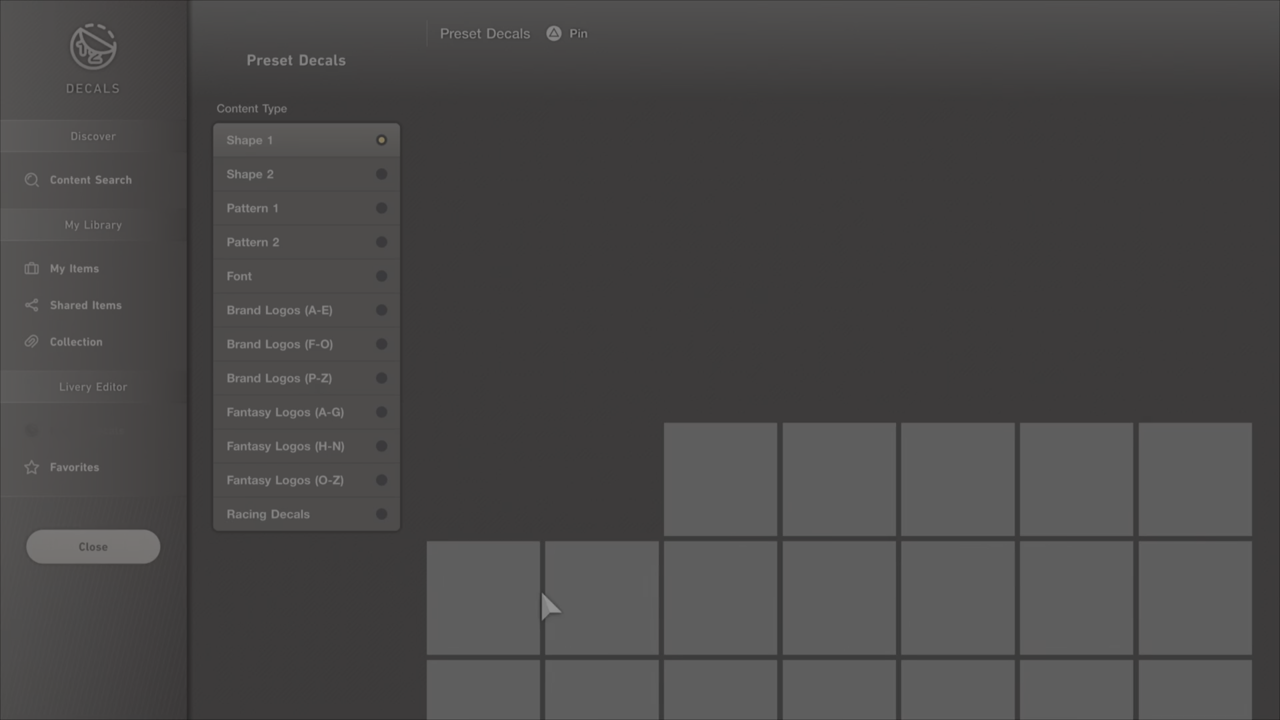 DECALS
Discover
Content Search
My Library
My Items
Shared Items
Collection
Livery Editor
Favorites
Close
Preset Decals
Content Type
Shape 1
Shape 2
Pattern 1
Pattern 2
Font
Brand Logos (A-E)
Brand Logos (F-O)
Brand Logos (P-Z)
Fantasy Logos (A-G)
Fantasy Logos (H-N)
Fantasy Logos (O-Z)
Racing Decals
Preset Decals Pin